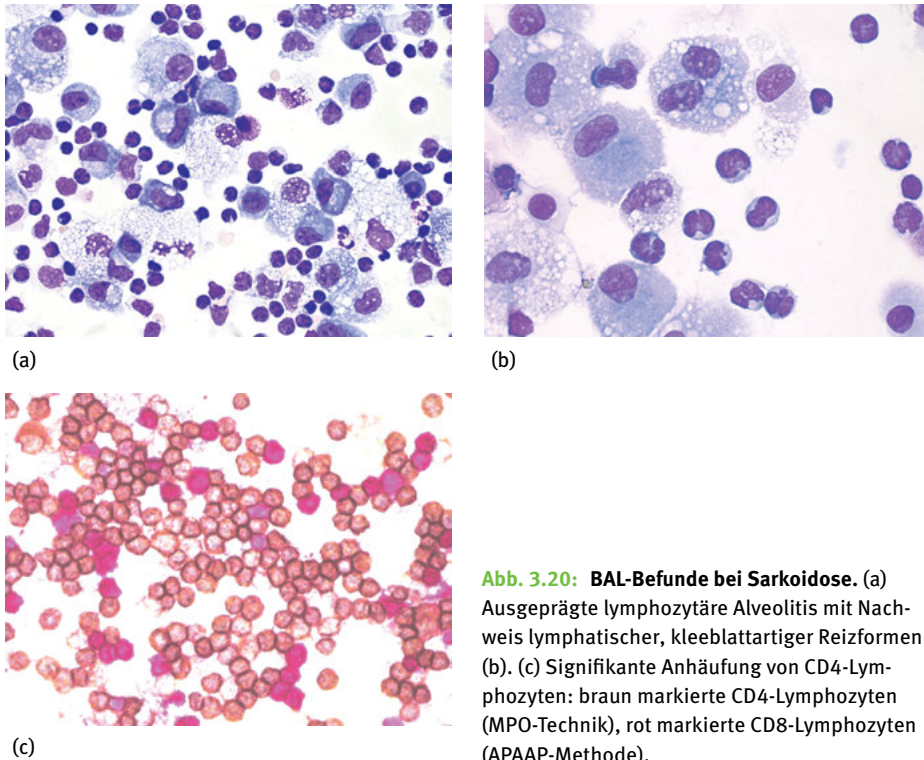 (a)
(b)
(c)
Abb. 3.20: BAL-Befunde bei Sarkoidose. (a)
Ausgeprägte lymphozytäre Alveolitis mit Nach-
weis lymphatischer, kleeblattartiger Reizformen
(b). (c) Signifikante Anhäufung von CD4-Lym-
phozyten: braun markierte CD4-Lymphozyten
(MPO-Technik), rot markierte CD8-Lymphozyten
(APAAP-Methode).